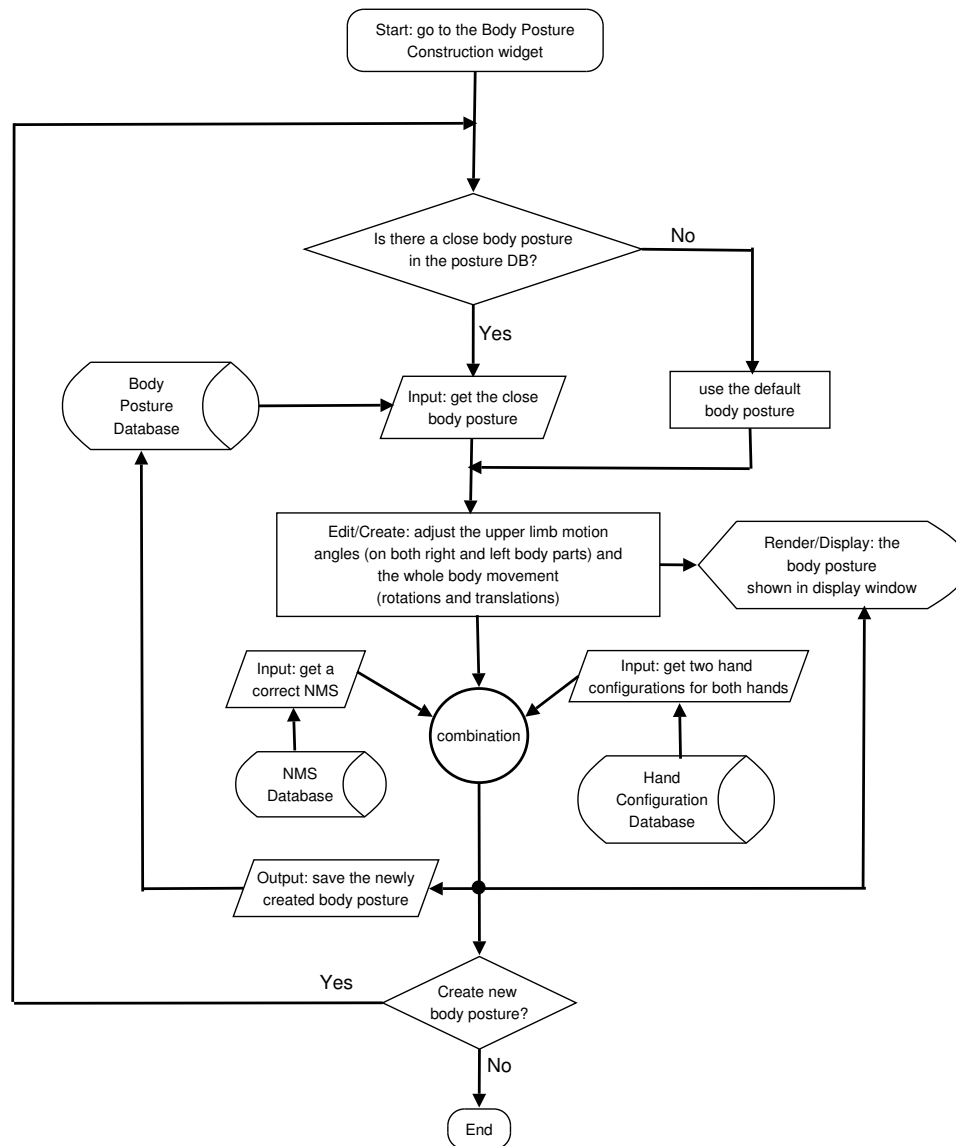 Start: go to the Body Posture
Construction widget
Is there a close body posture
in the posture DB?
No
Yes
Body
Posture
Database
Input: get the close
body posture
use the default
body posture
Edit/Create: adjust the upper limb motion
angles (on both right and left body parts) and
the whole body movement
(rotations and translations)
Render/Display: the
body posture
shown in display window
Input: get a
correct NMS
Input: get two hand
configurations for both hands
combination
NMS
Database
Hand
Configuration
Database
Output: save the newly
created body posture
Yes
Create new
body posture?
No
End